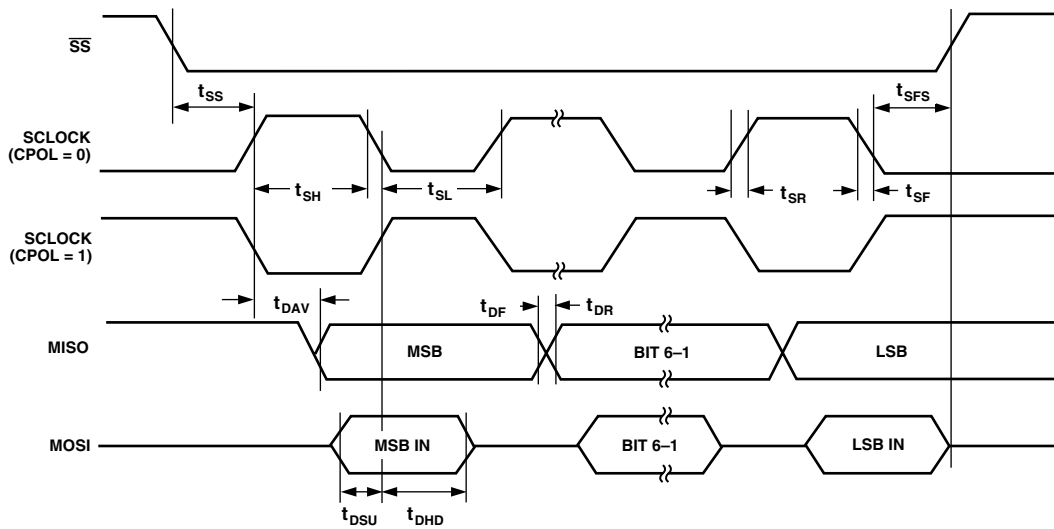 SS
tSS
tSFS
SCLOCK
(CPOL = 0)
tSH
tSL
tSR
tSF
SCLOCK
(CPOL = 1)
tDAV
tDF
tDR
MISO
MSB
BIT 6–1
LSB
MOSI
MSB IN
BIT 6–1
LSB IN
tDSU
tDHD